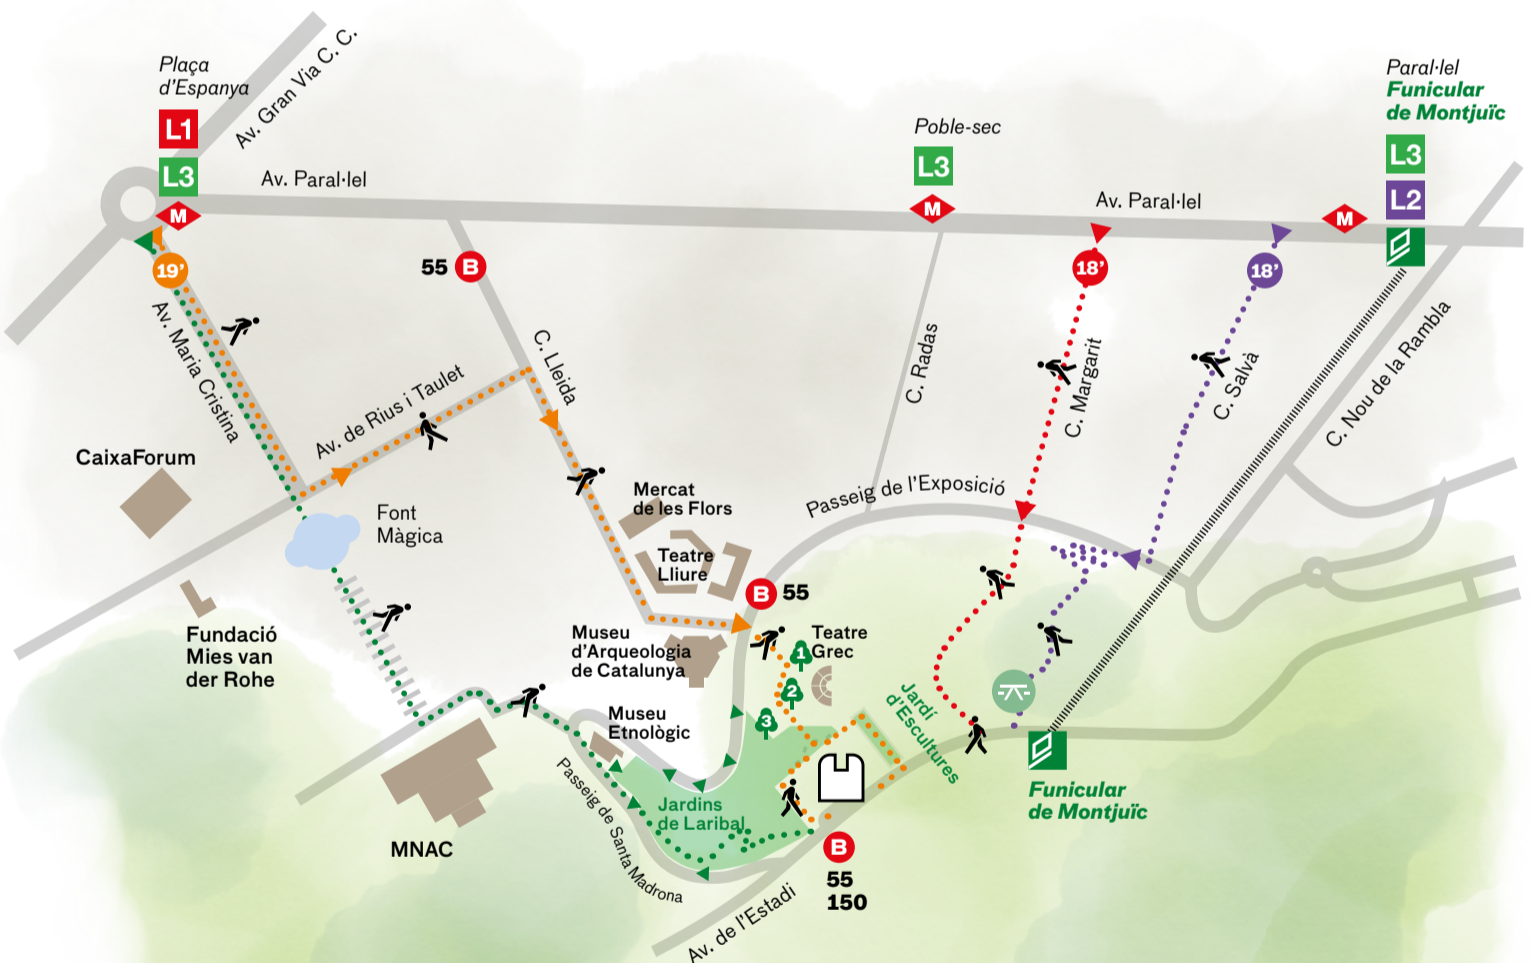 Plaça
d'Espanya
L1
L3
M
Av. Gran Via C. C.
Av. Paral·lel
Poble-sec
L3
M
Av. Paral·lel
M
Paral·lel
Funicular
de Montjuïc
L3
L2
19'
55 B
18'
18'
Av. Maria Cristina
Av. de Rius i Taulet
C. Lleida
C. Radas
C. Margarit
C. Salvà
C. Nou de la Rambla
CaixaForum
Font
Màgica
Mercat
de les Flors
Teatre
Lliure
Passeig de l'Exposició
B 55
Fundació
Mies van
der Rohe
Museu
d'Arqueologia
de Catalunya
1
2
3
Teatre
Grec
Museu
Etnològic
Jardí
d'Escultures
Passeig de Santa Madrona
Jardins
de Laribal
MNAC
Funicular
de Montjuïc
B
55
150
Av. de l'Estadi